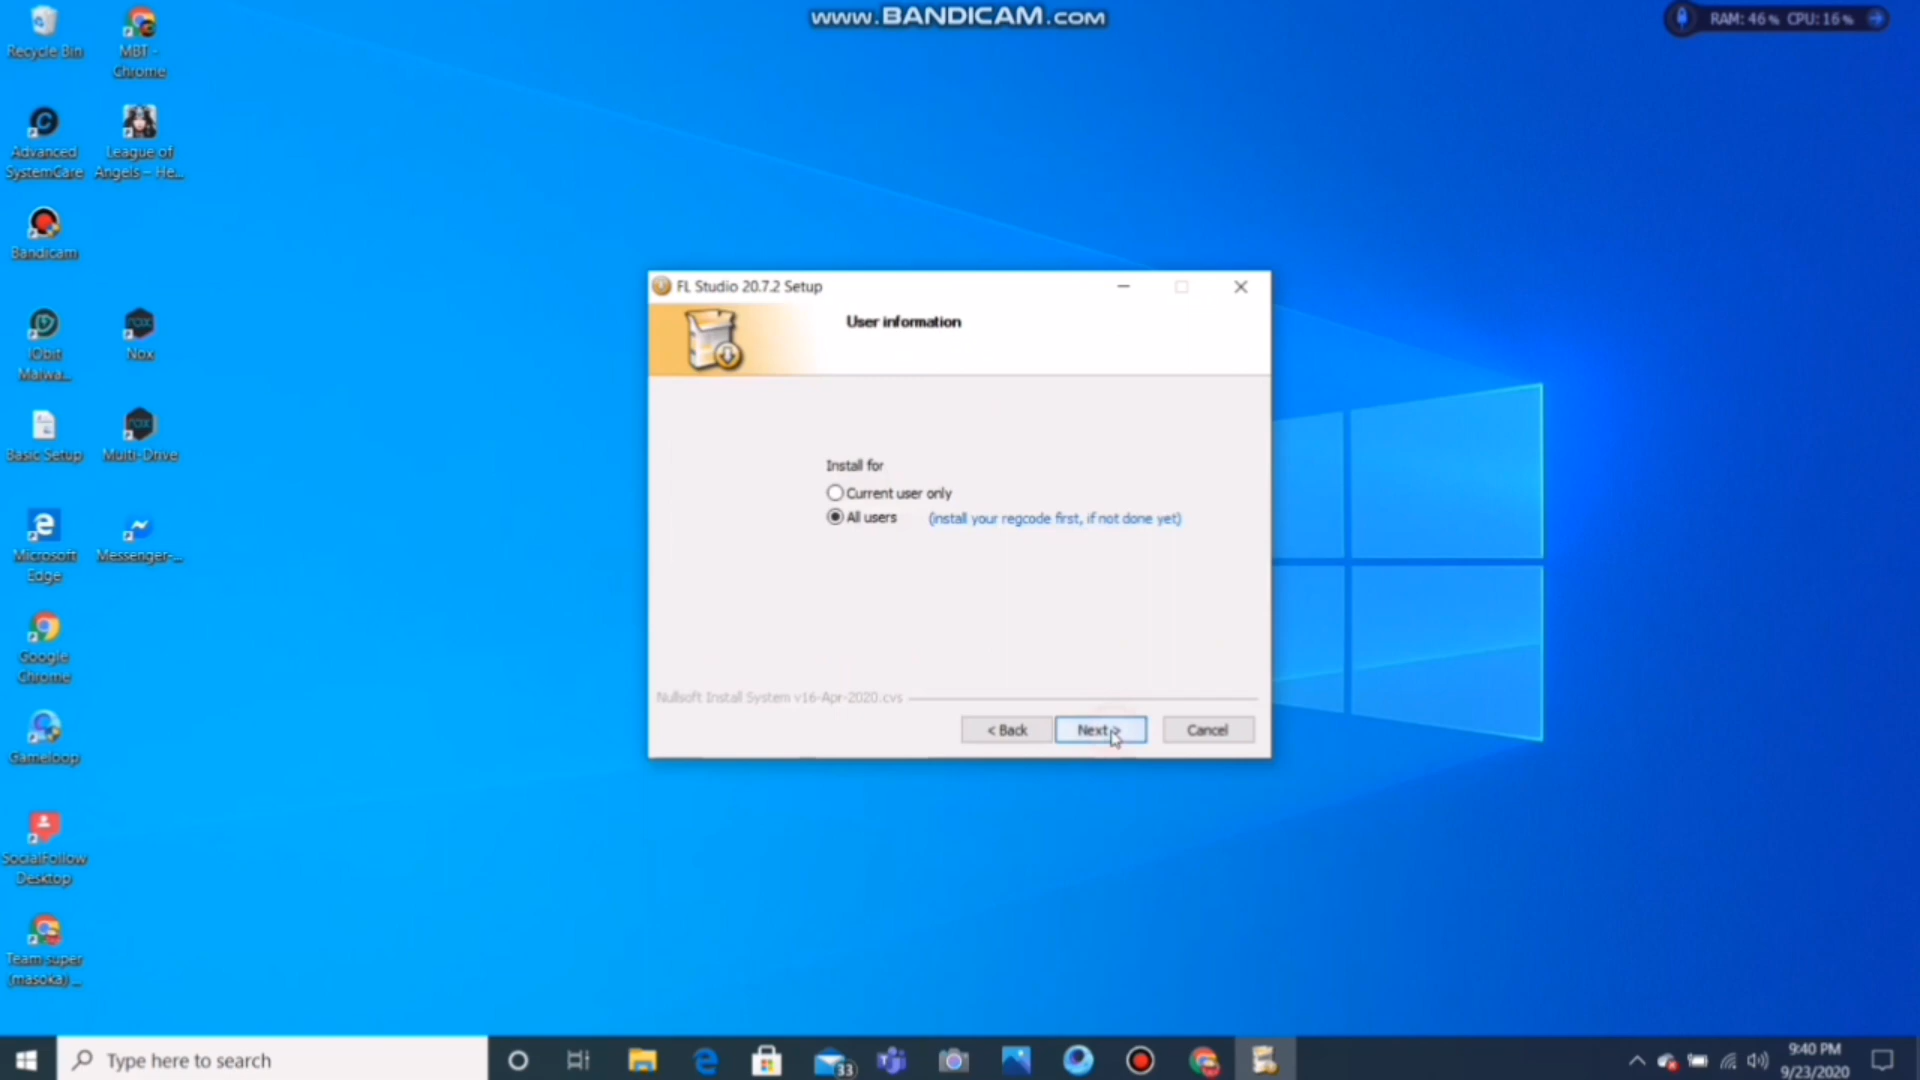 www.BANDICAM.com
RAM: 46% CPU: 16%
Recycle Bin
MBT -
Chrome
Advanced
SystemCare
League of
Angels – He...
Bandicam
IObit
Malwa...
Nox
Basic Setup
Multi-Drive
Microsoft
Edge
Messenger-...
Google
Chrome
Gameloop
SocialFollow
Desktop
Team super
(masoka) ...
FL Studio 20.7.2 Setup
User information
Install for
Current user only
All users (install your regcode first, if not done yet)
Nullsoft Install System v16-Apr-2020.cvs
< Back Next > Cancel
Type here to search
33
9:40 PM
9/23/2020